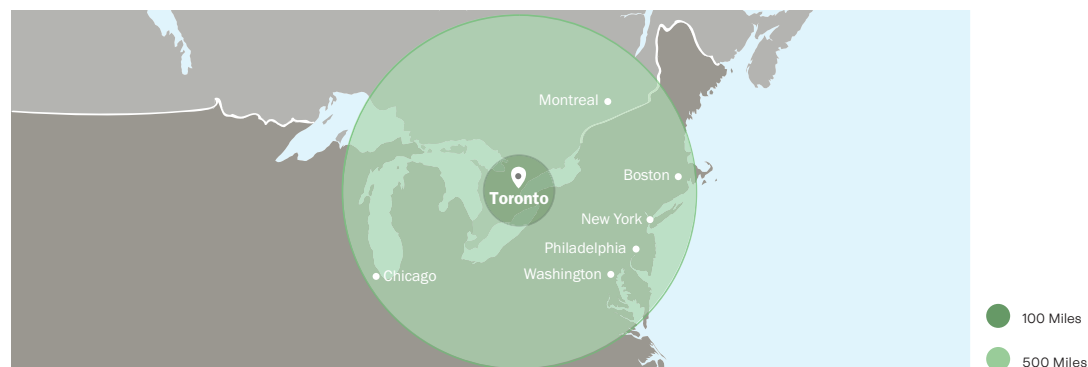 Montreal
Boston
Toronto
New York
Philadelphia
Washington
Chicago
100 Miles
500 Miles